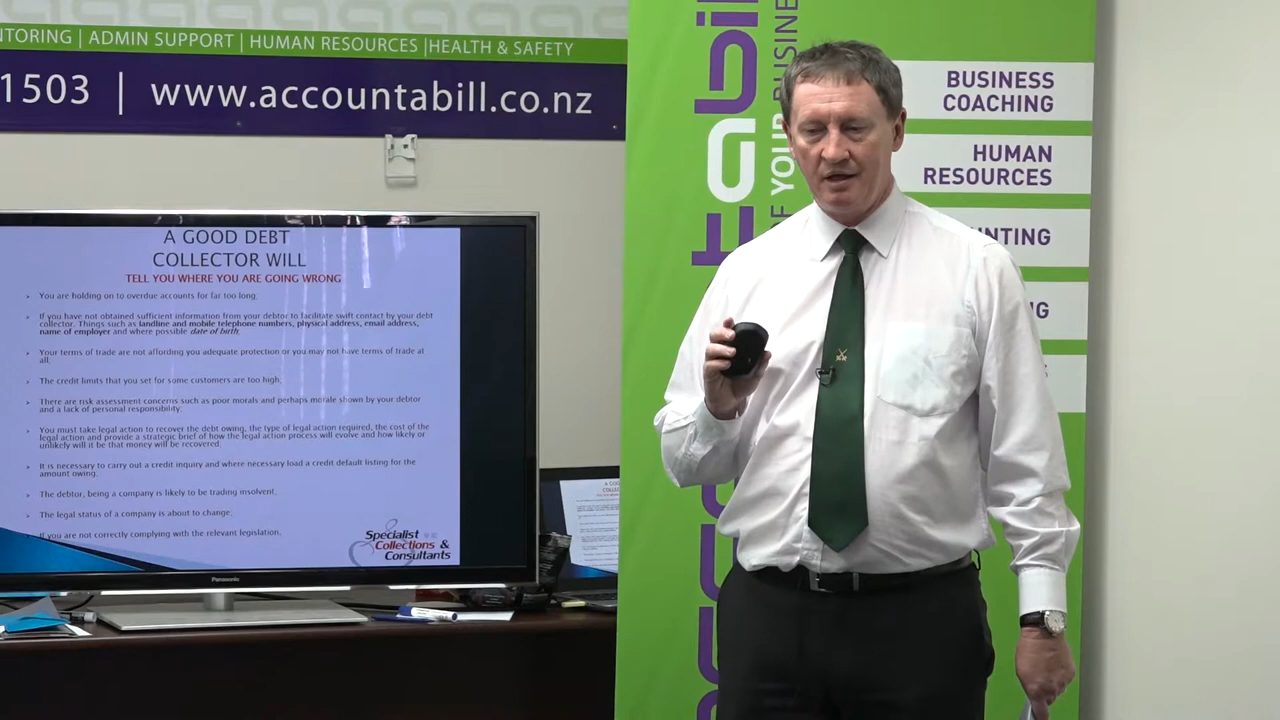 NTORING | ADMIN SUPPORT | HUMAN RESOURCES |HEALTH & SAFETY
1503 | www.accountabill.co.nz
A GOOD DEBT
COLLECTOR WILL
TELL YOU WHERE YOU ARE GOING WRONG
You are holding on to overdue accounts for far too long.
If you have not obtained sufficient information from your debtor to facilitate swift contact by your debt
collector. Things such as landline and mobile telephone numbers, physical address, email address,
name of employer and where possible date of birth.
Your terms of trade are not affording you adequate protection or you may not have terms of trade at
all.
The credit limits that you set for some customers are too high.
There are risk assessment concerns such as poor morals and perhaps morale shown by your debtor
and a lack of personal responsibility.
You must take legal action to recover the debt owing, the type of legal action required, the cost of the
legal action and provide a strategic brief of how the legal action process will evolve and how likely or
unlikely will it be that money will be recovered.
It is necessary to carry out a credit inquiry and where necessary load a credit default listing for the
amount owing.
The debtor, being a company is likely to be trading insolvent.
The legal status of a company is about to change.
If you are not correctly complying with the relevant legislation.
Specialist
Collections &
Consultants
Panasonic
tabil
F YOUR BUSINE
BUSINESS
COACHING
HUMAN
RESOURCES
UNTING
NG